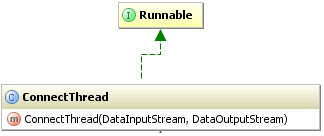 I Runnable
C ConnectThread
m ConnectThread(DataInputStream, DataOutputStream)